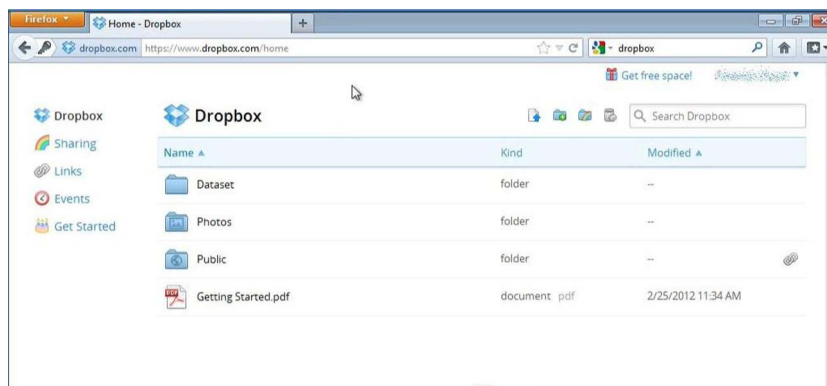 Firefox
Home - Dropbox
dropbox.com https://www.dropbox.com/home
dropbox
Get free space!
Dropbox
Sharing
Links
Events
Get Started
Dropbox
Search Dropbox
Name Kind Modified
Dataset folder --
Photos folder --
Public folder --
Getting Started.pdf document pdf 2/25/2012 11:34 AM
PDF